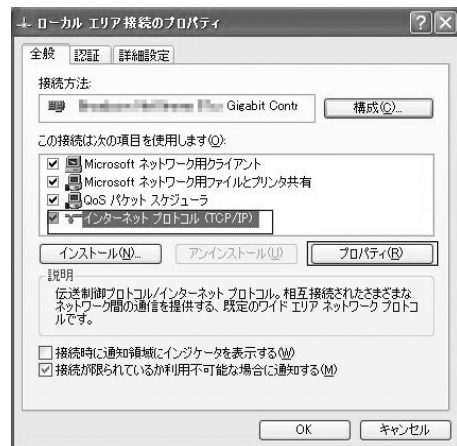 ローカル エリア接続のプロパティ
全般 認証 詳細設定
接続方法:
Gigabit Contr 構成(C)...
この接続は次の項目を使用します(O):
Microsoft ネットワーク用クライアント
Microsoft ネットワーク用ファイルとプリンタ共有
QoS パケット スケジューラ
インターネット プロトコル (TCP/IP)
インストール(N)... アンインストール(U) プロパティ(R)
説明
伝送制御プロトコル/インターネット プロトコル。相互接続されたさまざまな
ネットワーク間の通信を提供する、既定のワイド エリア ネットワーク プロトコ
ルです。
接続時に通知領域にインジケータを表示する(W)
接続が限られているか利用不可能な場合に通知する(M)
OK キャンセル